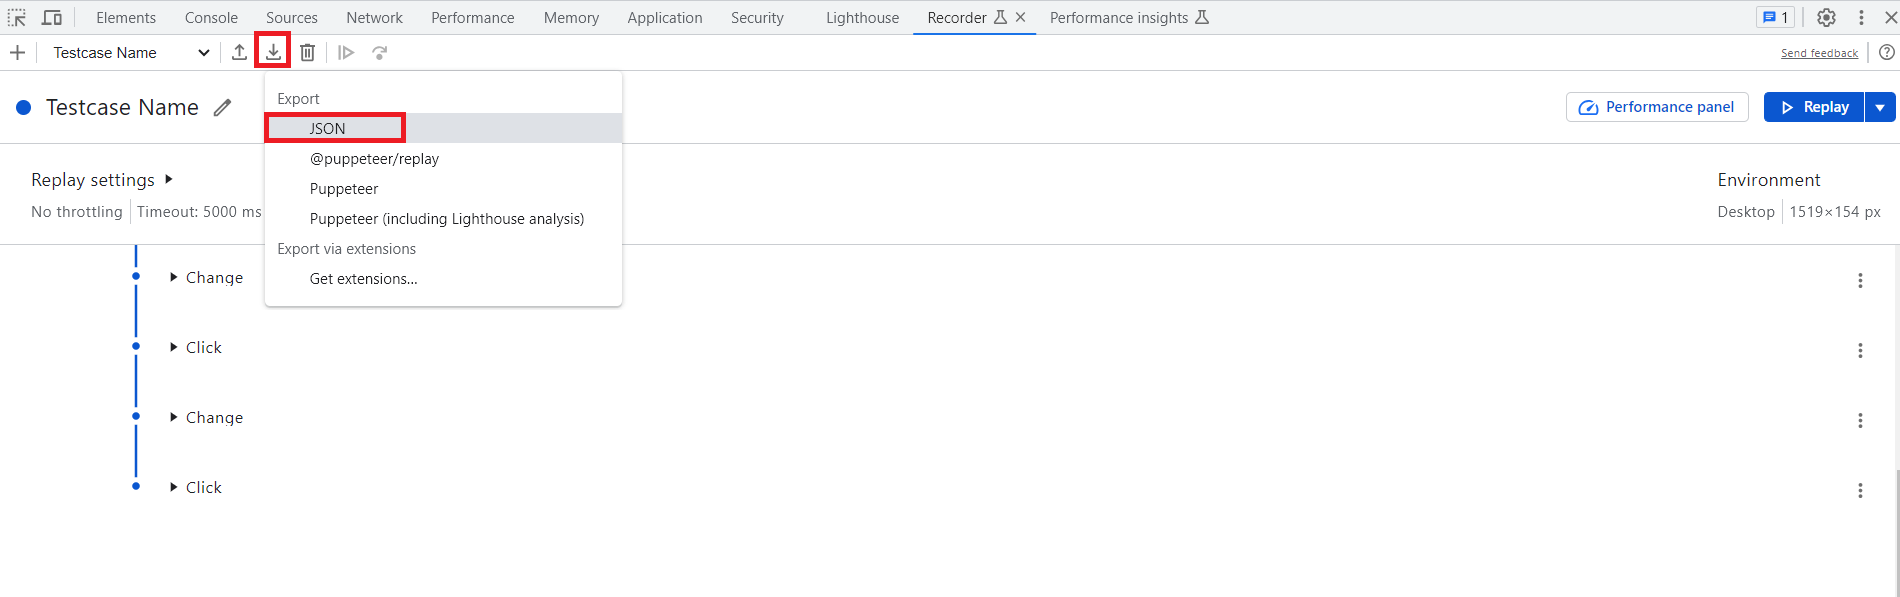 Elements Console Sources Network Performance Memory Application Security Lighthouse Recorder Performance insights 1
Testcase Name Send feedback
Testcase Name Performance panel Replay
Export
JSON
@puppeteer/replay
Puppeteer
Puppeteer (including Lighthouse analysis)
Export via extensions
Get extensions...
Replay settings Environment
No throttling Timeout: 5000 ms Desktop 1519×154 px
Change
Click
Change
Click